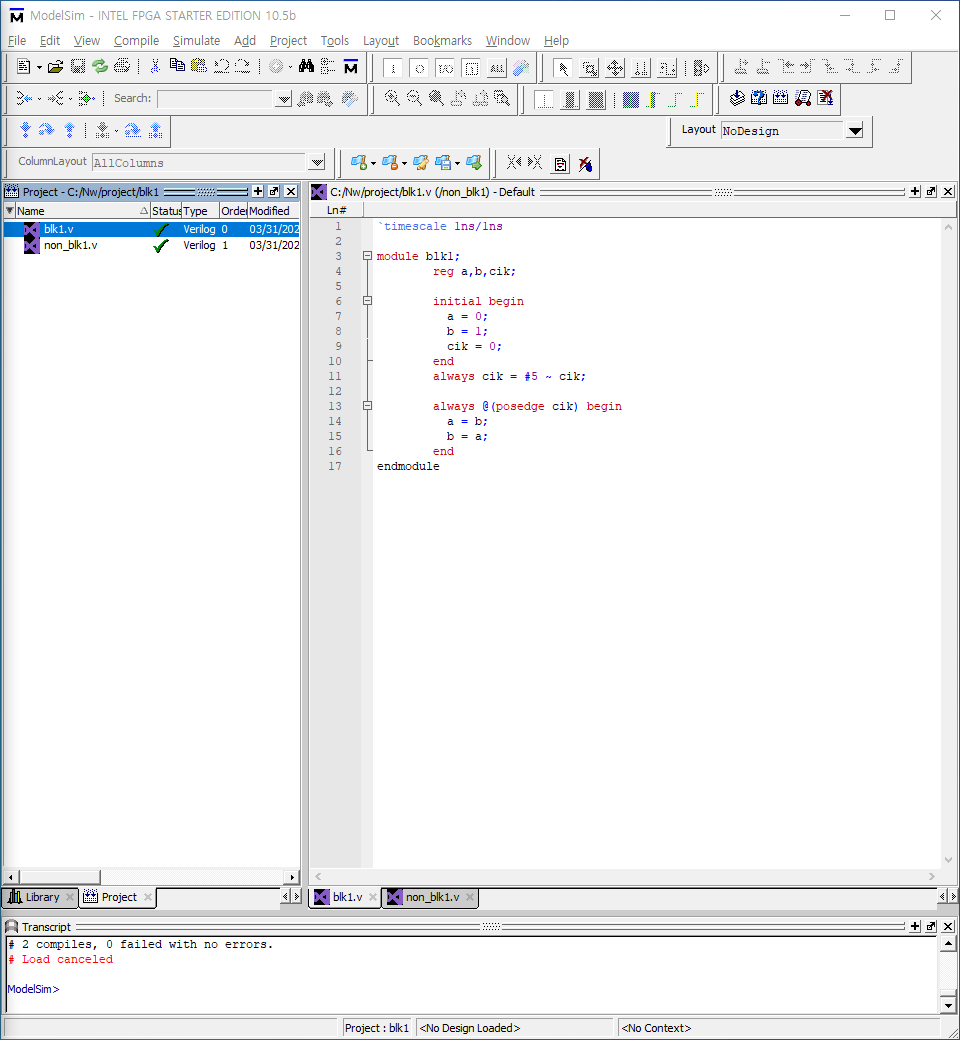 ModelSim - INTEL FPGA STARTER EDITION 10.5b
File Edit View Compile Simulate Add Project Tools Layout Bookmarks Window Help
Search:
Layout NoDesign
ColumnLayout AllColumns
Project - C:/Nw/project/blk1
Name Status Type Order Modified
blk1.v Verilog 0 03/31/202
non_blk1.v Verilog 1 03/31/202
C:/Nw/project/blk1.v (/non_blk1) - Default
Ln#
1 `timescale 1ns/1ns
2
3 module blk1;
4 reg a,b,cik;
5
6 initial begin
7 a = 0;
8 b = 1;
9 cik = 0;
10 end
11 always cik = #5 ~ cik;
12
13 always @(posedge cik) begin
14 a = b;
15 b = a;
16 end
17 endmodule
Library Project
blk1.v non_blk1.v
Transcript
# 2 compiles, 0 failed with no errors.
# Load canceled
ModelSim>
Project : blk1 <No Design Loaded> <No Context>